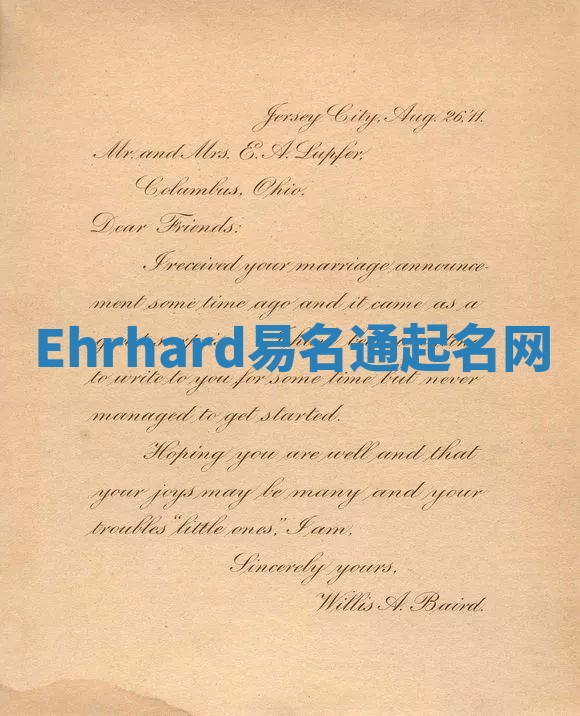 Jersey City, Aug. 26, '11.
Mr. and Mrs. E. A. Lupfer,
Columbus, Ohio.
Dear Friends:
I received your marriage announce-
ment some time ago and it came as a
Ehrhard易名通起名网
to write to you for some time but never
managed to get started.
Hoping you are well and that
your joys may be many and your
troubles "little ones," I am,
Sincerely yours,
Willis A. Baird.